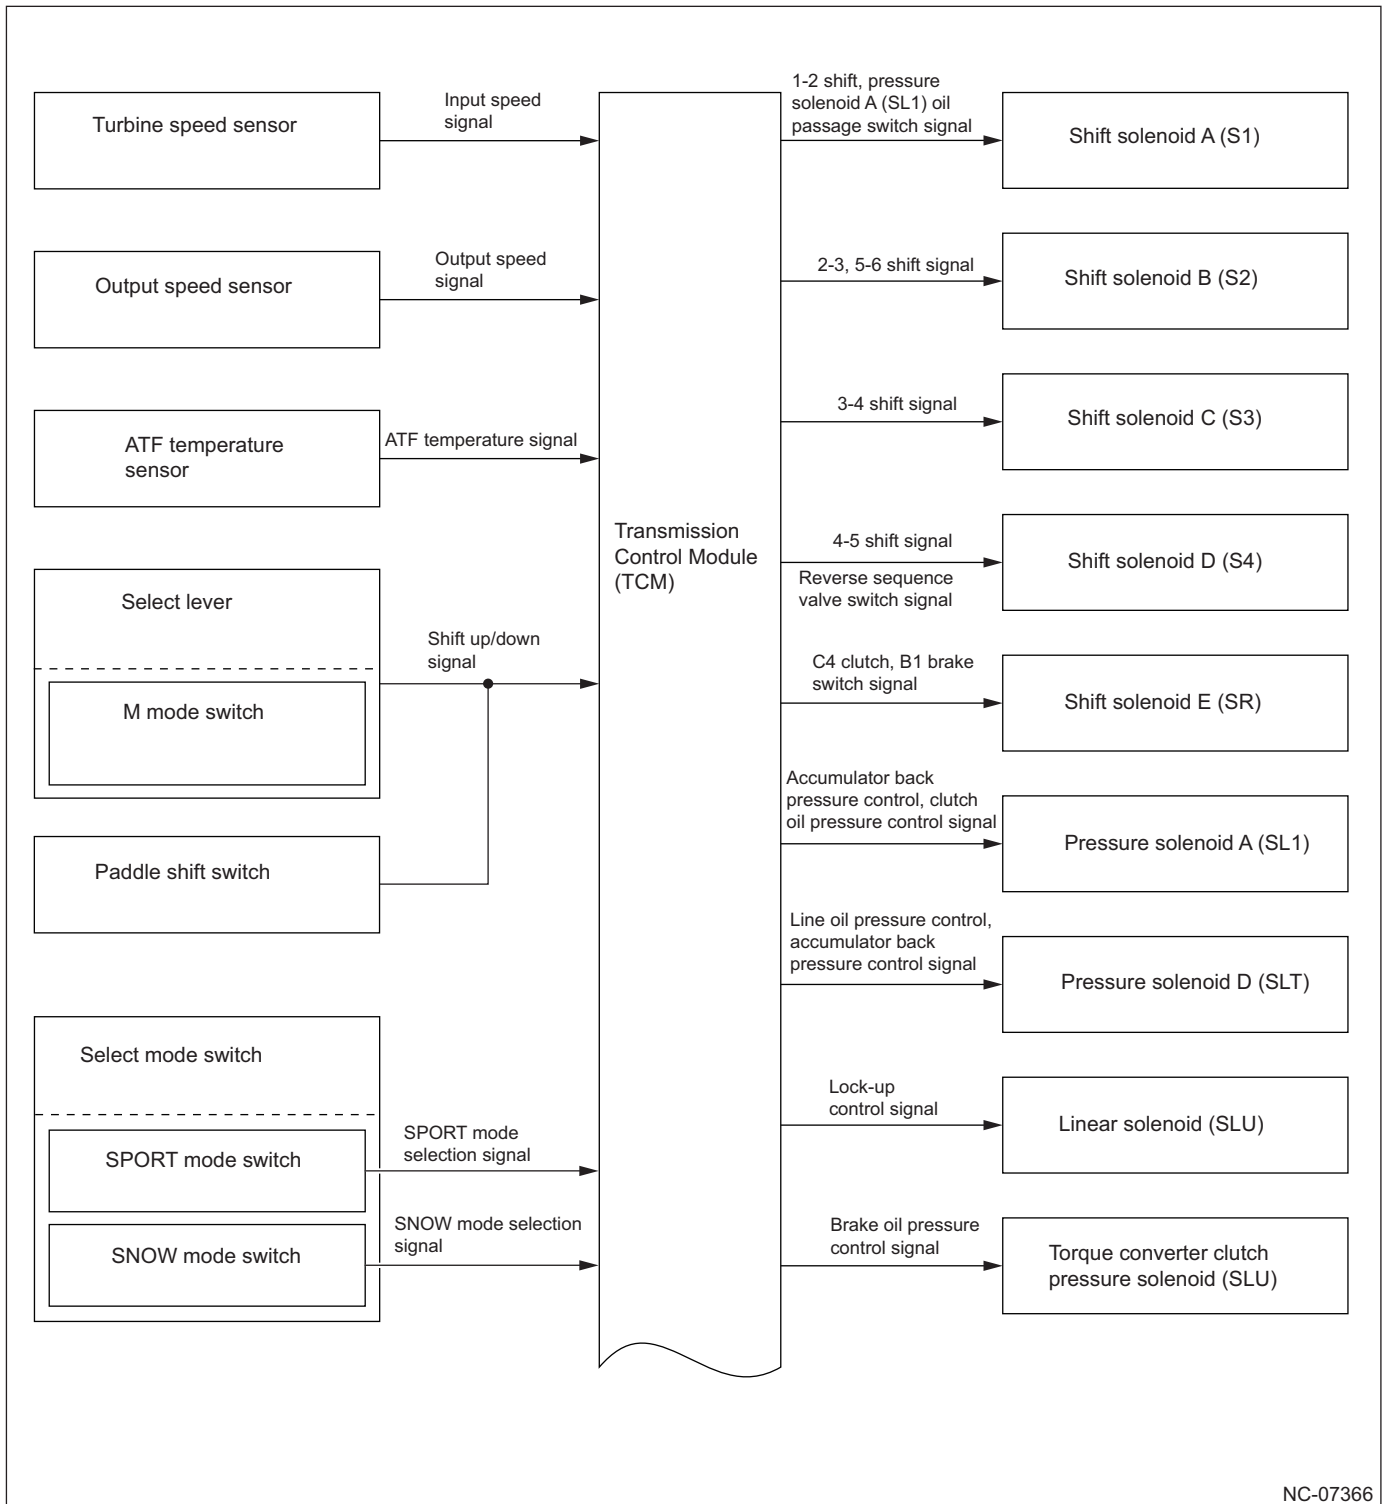 Turbine speed sensor
Input speed
signal
Output speed sensor
Output speed
signal
ATF temperature
sensor
ATF temperature signal
Select lever
M mode switch
Shift up/down
signal
Paddle shift switch
Select mode switch
SPORT mode switch
SPORT mode
selection signal
SNOW mode switch
SNOW mode selection
signal
Transmission
Control Module
(TCM)
1-2 shift, pressure
solenoid A (SL1) oil
passage switch signal
Shift solenoid A (S1)
2-3, 5-6 shift signal
Shift solenoid B (S2)
3-4 shift signal
Shift solenoid C (S3)
4-5 shift signal
Reverse sequence
valve switch signal
Shift solenoid D (S4)
C4 clutch, B1 brake
switch signal
Shift solenoid E (SR)
Accumulator back
pressure control, clutch
oil pressure control signal
Pressure solenoid A (SL1)
Line oil pressure control,
accumulator back
pressure control signal
Pressure solenoid D (SLT)
Lock-up
control signal
Linear solenoid (SLU)
Brake oil pressure
control signal
Torque converter clutch
pressure solenoid (SLU)
NC-07366